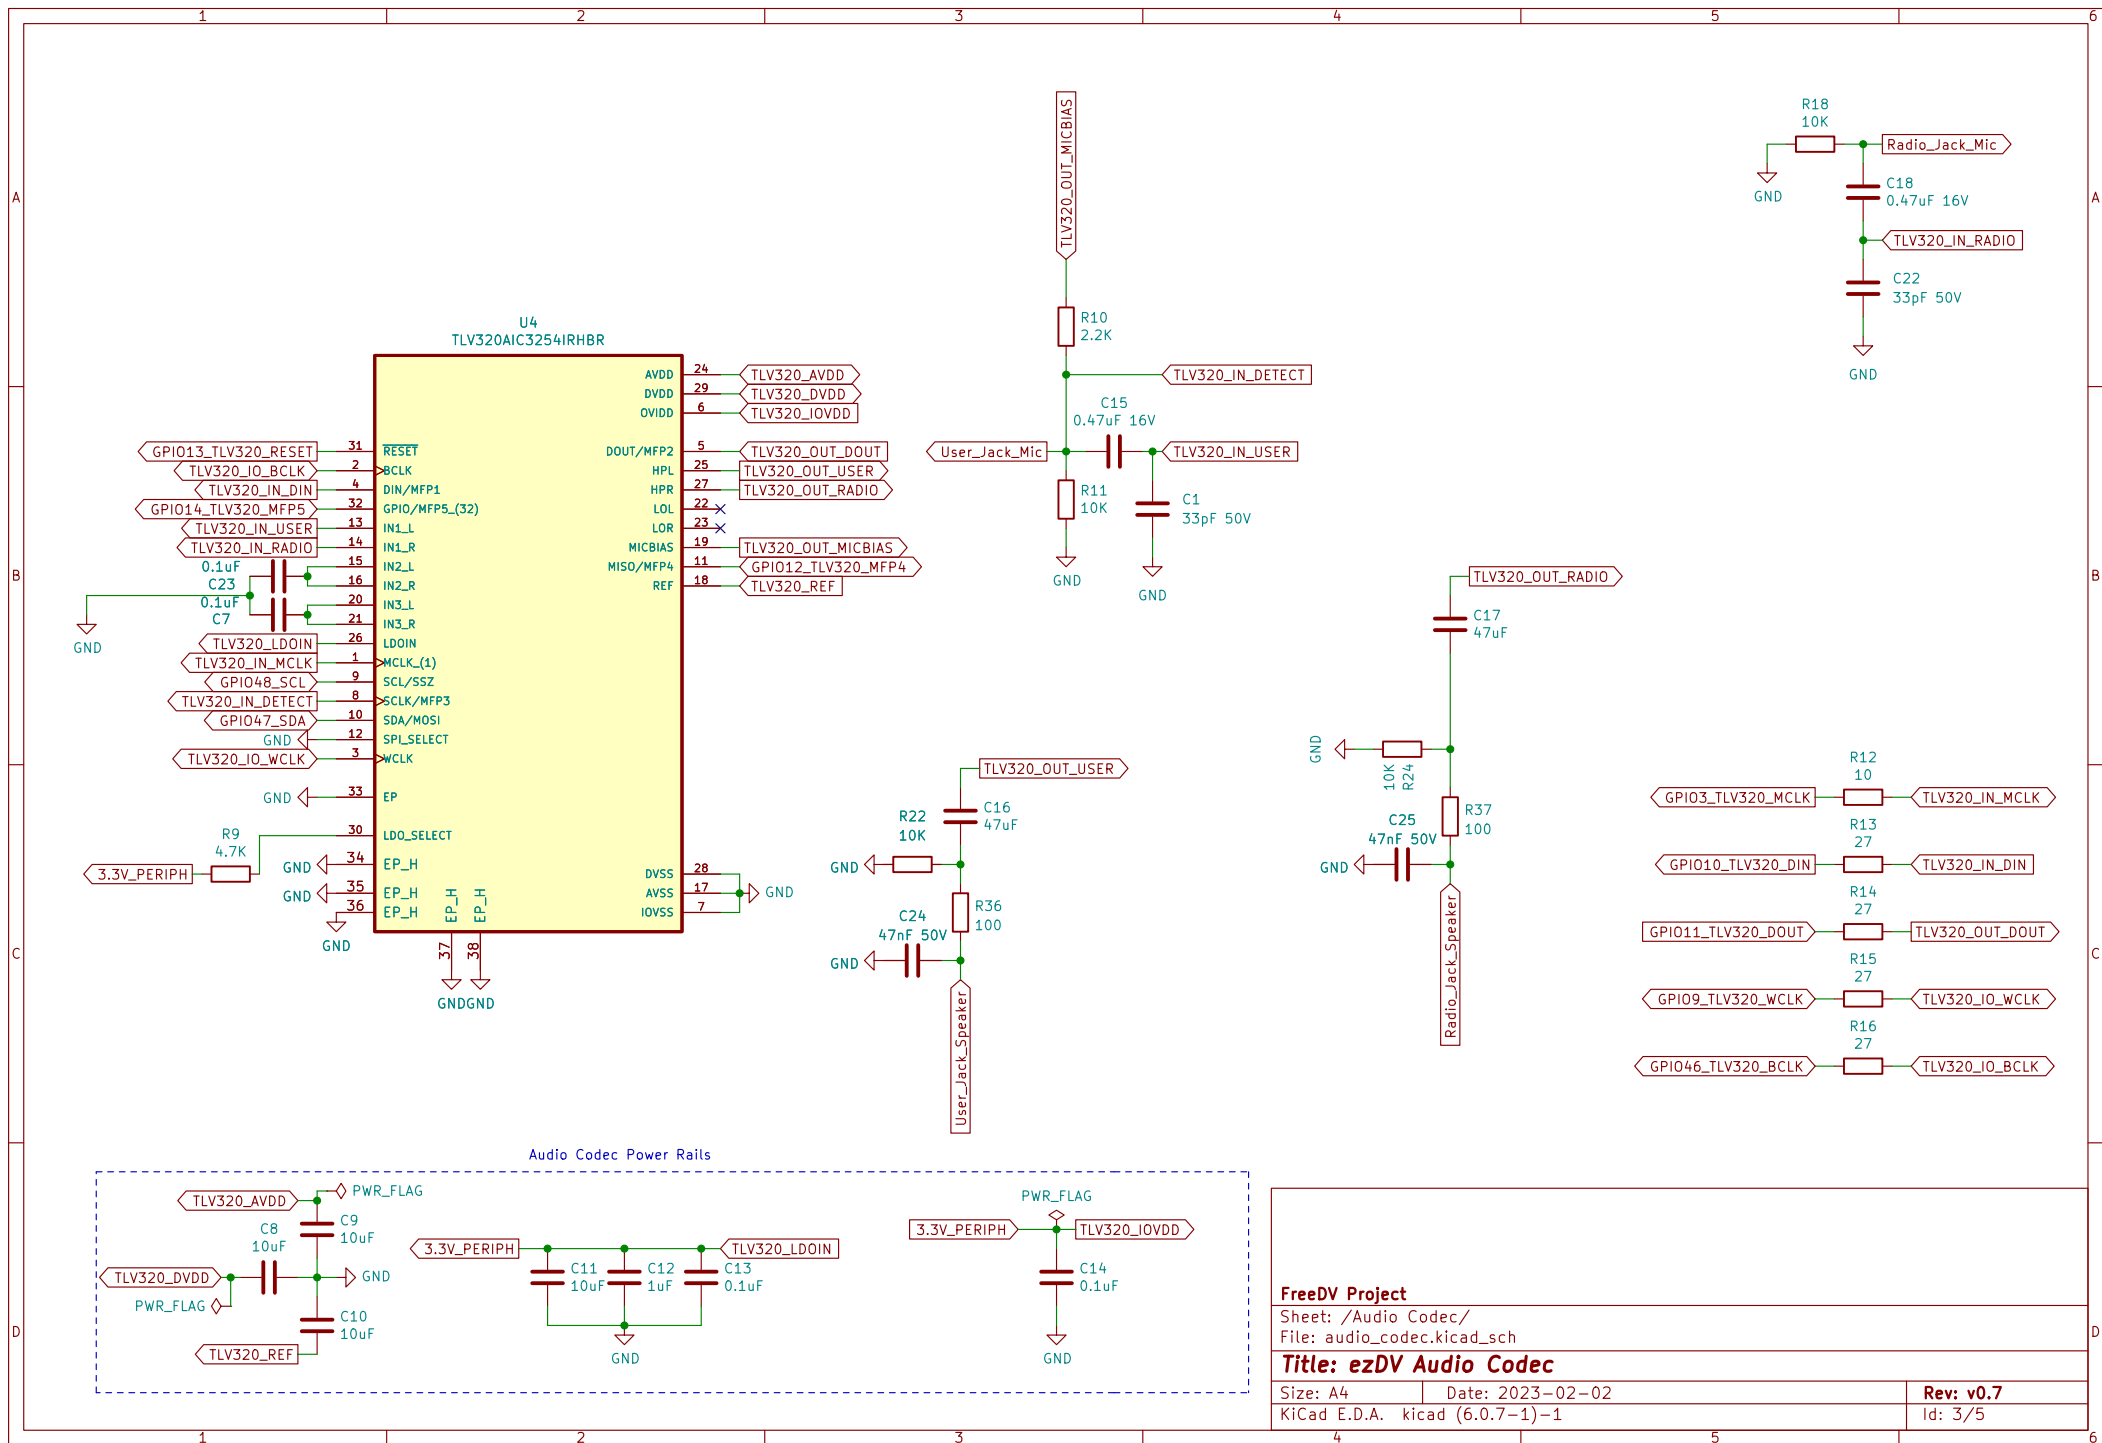 1 2 3 4 5 6
A
B
C
D
A
B
C
D
1 2 3 4 5 6
U4
TLV320AIC3254IRHBR
GPIO13_TLV320_RESET 31 RESET
TLV320_IO_BCLK 2 BCLK
TLV320_IN_DIN 4 DIN/MFP1
GPIO14_TLV320_MFP5 32 GPIO/MFP5_(32)
TLV320_IN_USER 13 IN1_L
TLV320_IN_RADIO 14 IN1_R
0.1uF 15 IN2_L
C23 16 IN2_R
0.1uF 20 IN3_L
C7 21 IN3_R
GND
TLV320_LDOIN 26 LDOIN
TLV320_IN_MCLK 1 MCLK_(1)
GPIO48_SCL 9 SCL/SSZ
TLV320_IN_DETECT 8 SCLK/MFP3
GPIO47_SDA 10 SDA/MOSI
GND 12 SPI_SELECT
TLV320_IO_WCLK 3 WCLK
GND 33 EP
30 LDO_SELECT
R9
4.7K
3.3V_PERIPH
GND 34 EP_H
GND 35 EP_H
36 EP_H
GND
EP_H 37
EP_H 38
GND GND
AVDD 24 TLV320_AVDD
DVDD 29 TLV320_DVDD
OVIDD 6 TLV320_IOVDD
DOUT/MFP2 5 TLV320_OUT_DOUT
HPL 25 TLV320_OUT_USER
HPR 27 TLV320_OUT_RADIO
LOL 22
LOR 23
MICBIAS 19 TLV320_OUT_MICBIAS
MISO/MFP4 11 GPIO12_TLV320_MFP4
REF 18 TLV320_REF
DVSS 28
AVSS 17 GND
IOVSS 7
TLV320_OUT_MICBIAS
R10
2.2K
TLV320_IN_DETECT
C15
0.47uF 16V
User_Jack_Mic
TLV320_IN_USER
R11
10K
C1
33pF 50V
GND
GND
R18
10K
Radio_Jack_Mic
GND
C18
0.47uF 16V
TLV320_IN_RADIO
C22
33pF 50V
GND
TLV320_OUT_RADIO
C17
47uF
GND
10K
R24
R37
100
C25
47nF 50V
GND
Radio_Jack_Speaker
TLV320_OUT_USER
C16
47uF
R22
10K
GND
R36
100
C24
47nF 50V
GND
User_Jack_Speaker
R12
10
GPIO3_TLV320_MCLK TLV320_IN_MCLK
R13
27
GPIO10_TLV320_DIN TLV320_IN_DIN
R14
27
GPIO11_TLV320_DOUT TLV320_OUT_DOUT
R15
27
GPIO9_TLV320_WCLK TLV320_IO_WCLK
R16
27
GPIO46_TLV320_BCLK TLV320_IO_BCLK
Audio Codec Power Rails
PWR_FLAG
TLV320_AVDD
C9
10uF
C8
10uF
TLV320_DVDD
GND
PWR_FLAG
C10
10uF
TLV320_REF
3.3V_PERIPH
TLV320_LDOIN
C11
10uF
C12
1uF
C13
0.1uF
GND
PWR_FLAG
3.3V_PERIPH
TLV320_IOVDD
C14
0.1uF
GND
FreeDV Project
Sheet: /Audio Codec/
File: audio_codec.kicad_sch
Title: ezDV Audio Codec
Size: A4 Date: 2023-02-02 Rev: v0.7
KiCad E.D.A. kicad (6.0.7-1)-1 Id: 3/5